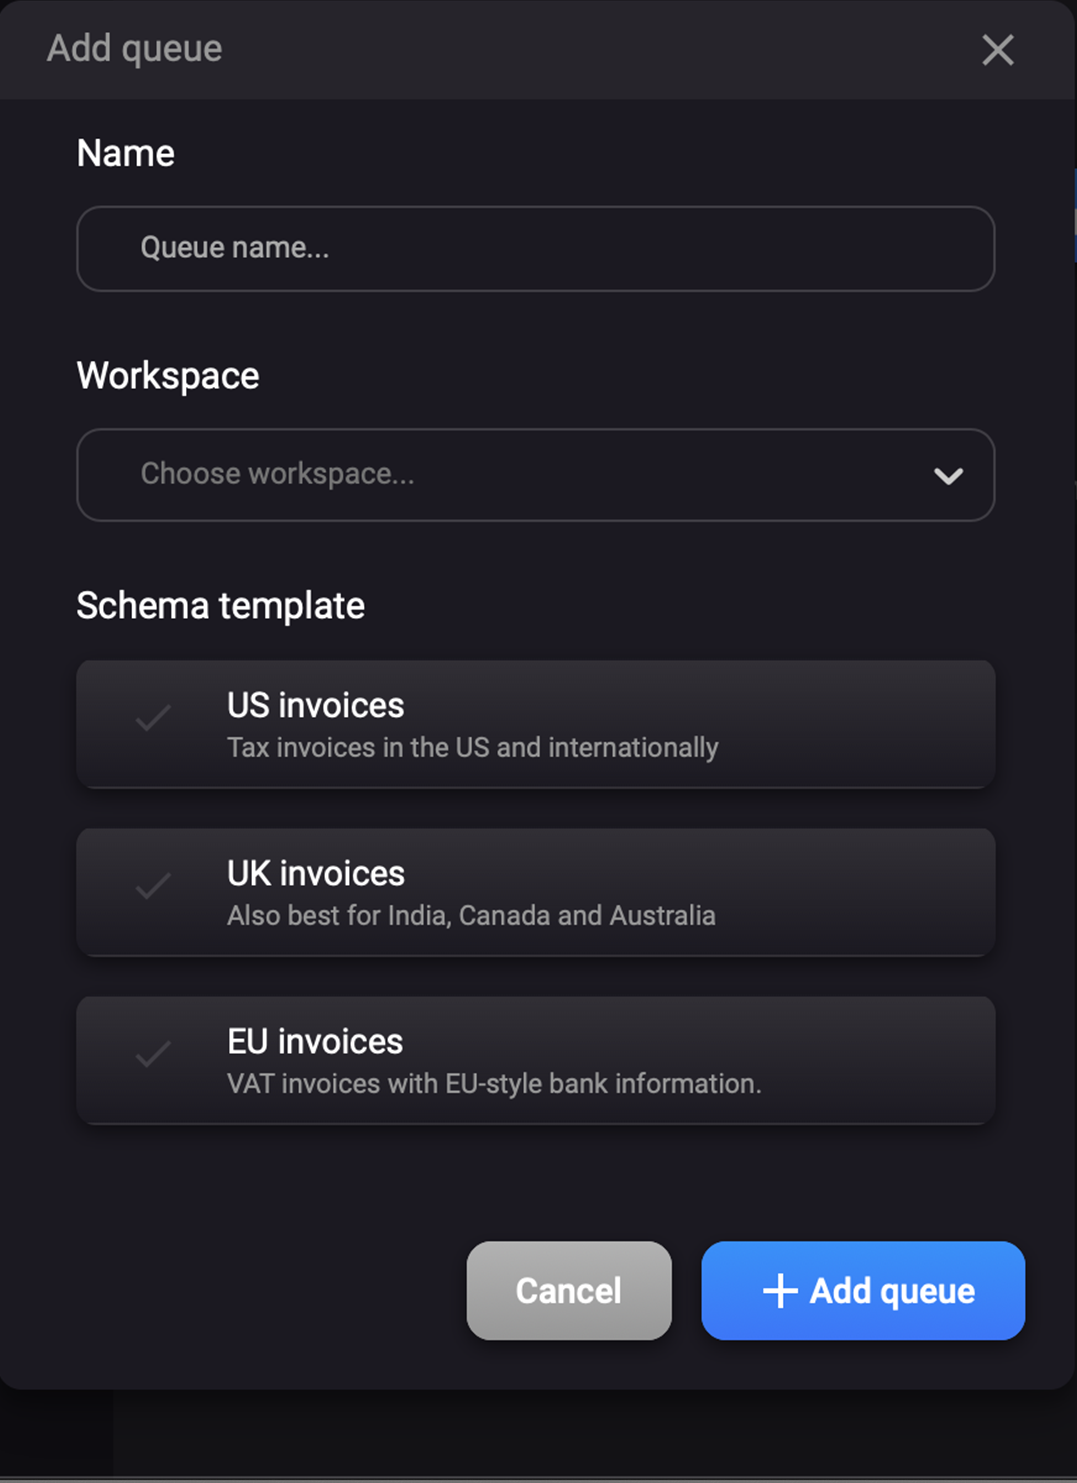 Add queue
Name
Queue name...
Workspace
Choose workspace...
Schema template
US invoices
Tax invoices in the US and internationally
UK invoices
Also best for India, Canada and Australia
EU invoices
VAT invoices with EU-style bank information.
Cancel
Add queue